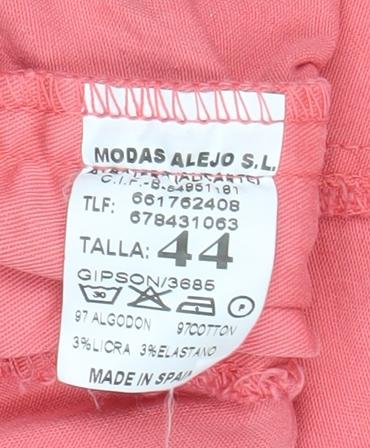 MODAS ALEJO S.L.
C.I.F.-B.54951181
TLF: 661762408
678431063
TALLA: 44
GIPSON/3685
30 P
97 ALGODON 97COTTON
3%LICRA 3%ELASTANO
MADE IN SPAIN